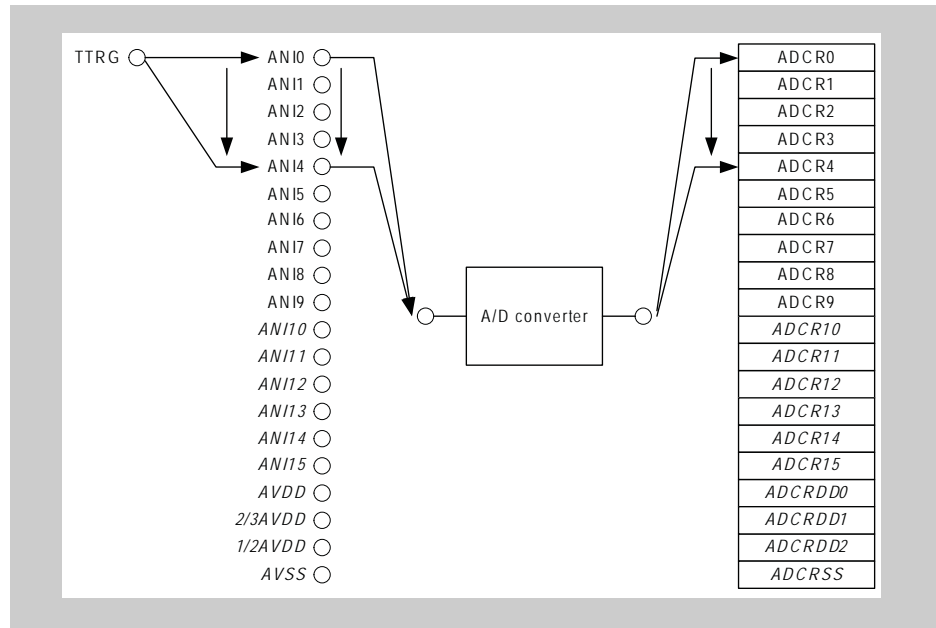 TTRG
ANI0
ANI1
ANI2
ANI3
ANI4
ANI5
ANI6
ANI7
ANI8
ANI9
ANI10
ANI11
ANI12
ANI13
ANI14
ANI15
AVDD
2/3AVDD
1/2AVDD
AVSS
A/D converter
ADCR0
ADCR1
ADCR2
ADCR3
ADCR4
ADCR5
ADCR6
ADCR7
ADCR8
ADCR9
ADCR10
ADCR11
ADCR12
ADCR13
ADCR14
ADCR15
ADCRDD0
ADCRDD1
ADCRDD2
ADCRSS